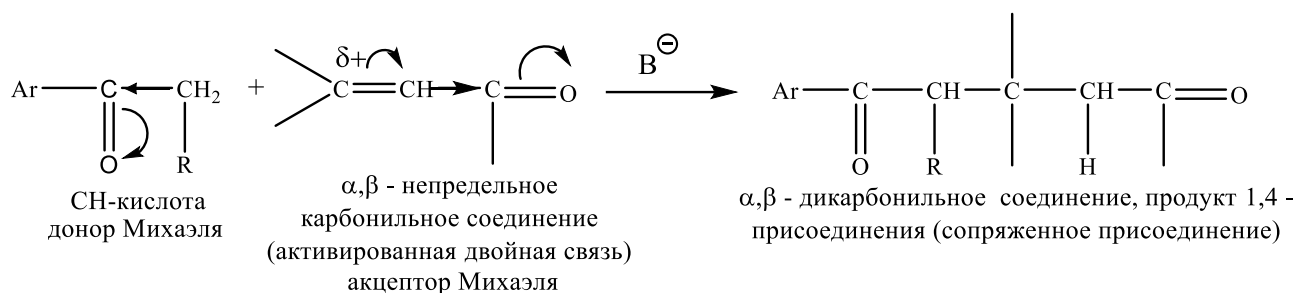 δ+
B⊖
Ar C CH2 + C CH C O Ar C CH C CH C O
O R O R H
СН-кислота
донор Михаэля
α,β - непредельное
карбонильное соединение
(активированная двойная связь)
акцептор Михаэля
α,β - дикарбонильное соединение, продукт 1,4 -
присоединения (сопряженное присоединение)